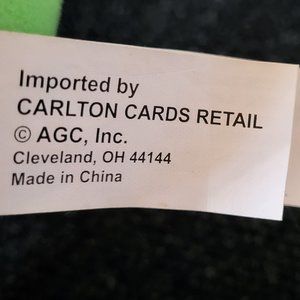 Imported by
CARLTON CARDS RETAIL
© AGC, Inc.
Cleveland, OH 44144
Made in China